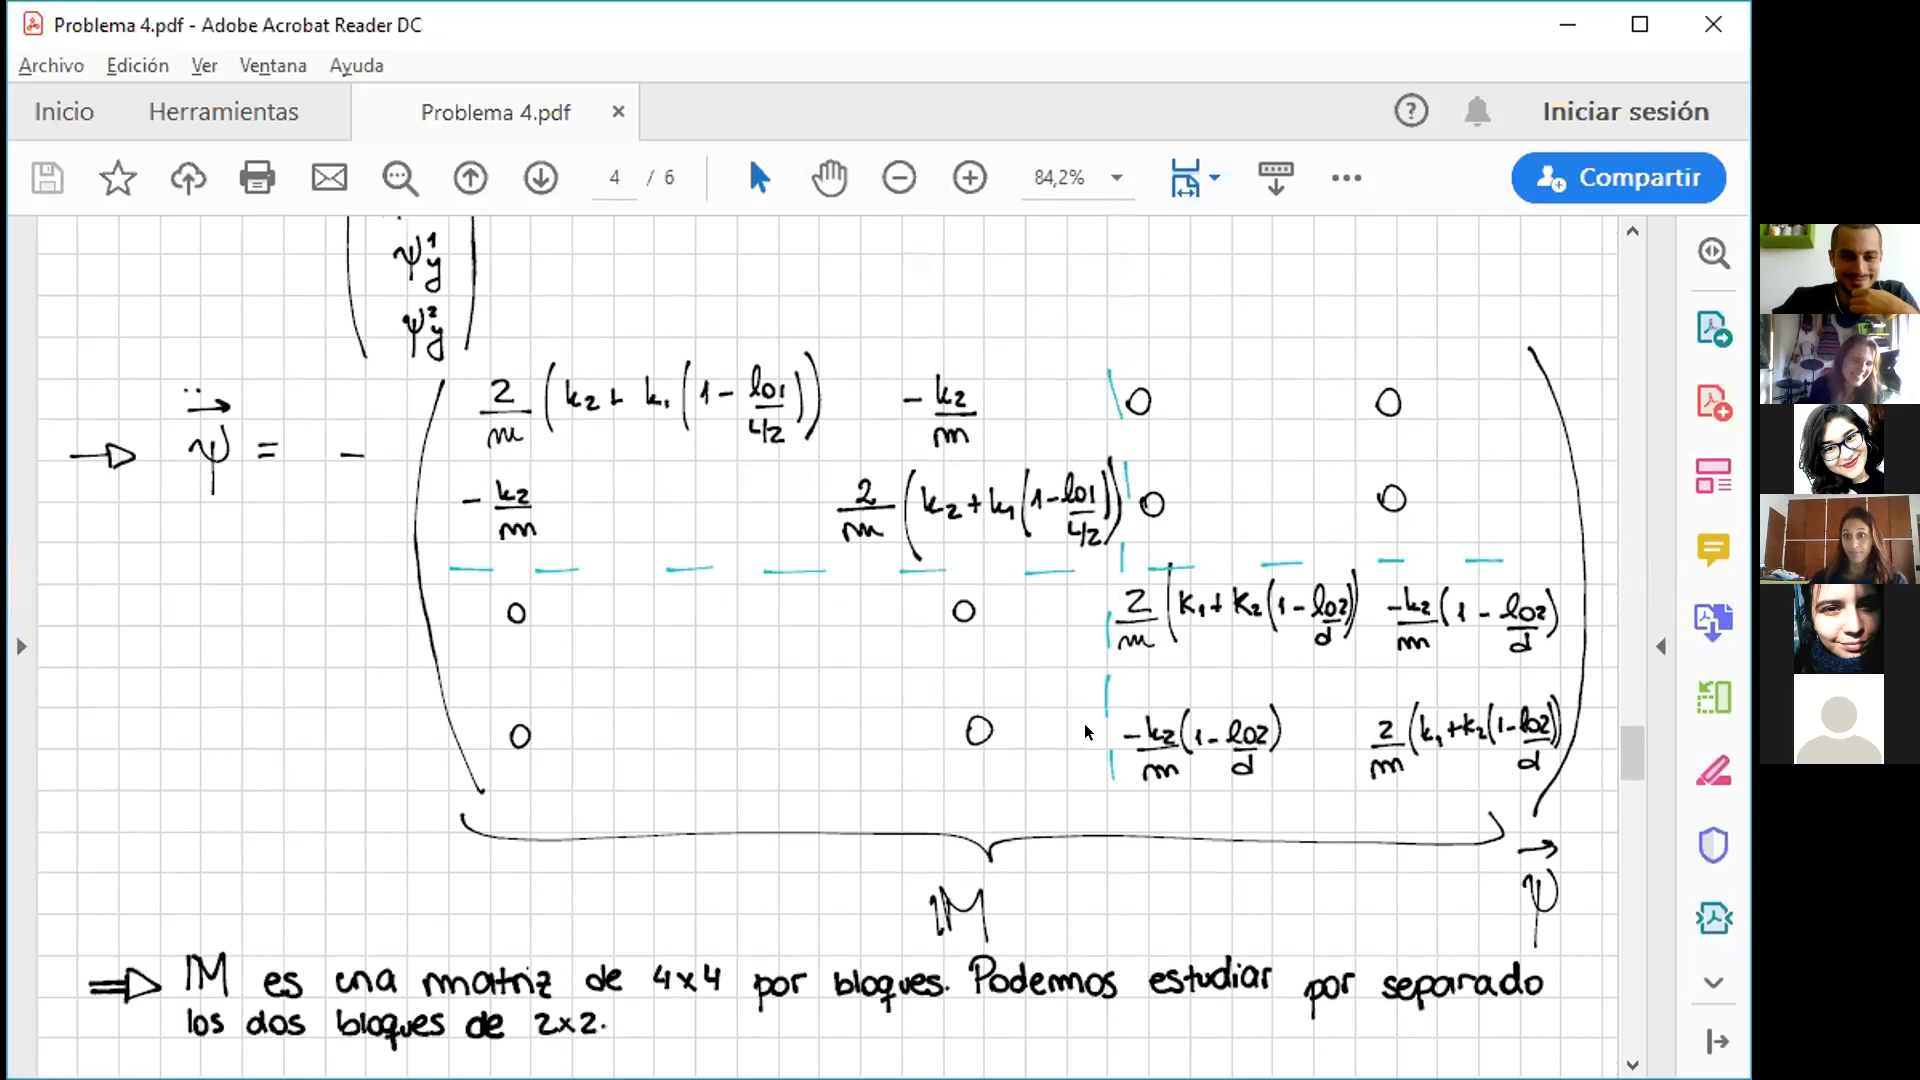 Problema 4.pdf - Adobe Acrobat Reader DC
Archivo Edición Ver Ventana Ayuda
Inicio Herramientas Problema 4.pdf × ? Iniciar sesión
4 / 6 84,2% Compartir
ψ_y^1
ψ_y^2
2/m (k2 + k1 (1 - l01/(L/2))) -k2/m 0 0
→ ψ̈⃗ = -
-k2/m 2/m (k2 + k1 (1 - l01/(L/2))) 0 0
0 0 2/m (k1 + k2 (1 - l02/d)) -k2/m (1 - l02/d)
0 0 -k2/m (1 - l02/d) 2/m (k1 + k2 (1 - l02/d))
ψ⃗
M
⇒ M es una matriz de 4x4 por bloques. Podemos estudiar por separado
los dos bloques de 2x2.